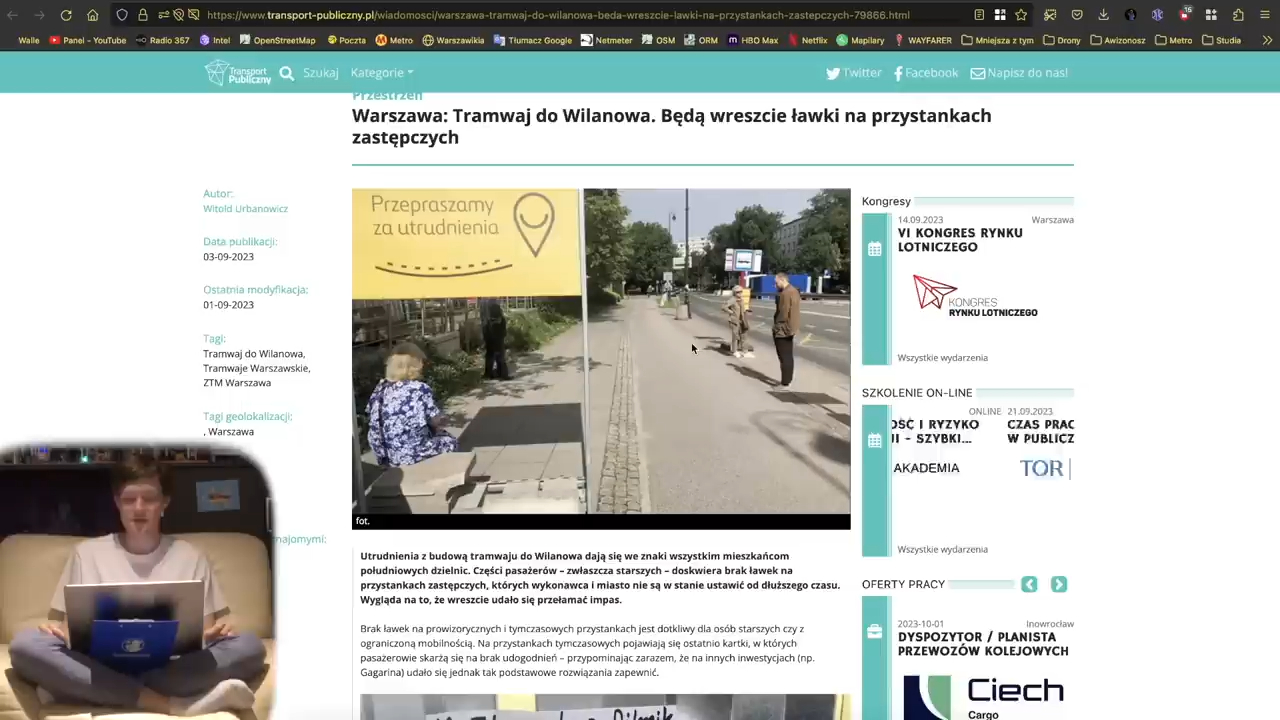 www.transport-publiczny.pl/wiadomosci/warszawa-tramwaj-do-wilanowa-beda-wreszcie-lawki-na-przystankach-zastepczych-79866.html
Walle Panel - YouTube Radio 357 Intel OpenStreetMap Poczta Metro Warszawikia Tłumacz Google Netmeter OSM ORM HBO Max Netflix Mapilary WAYFARER Mniejsza z tym Drony Awizonosz Metro Studia
Transport Publiczny Szukaj Kategorie Twitter Facebook Napisz do nas!
Przestrzeń
Warszawa: Tramwaj do Wilanowa. Będą wreszcie ławki na przystankach
zastępczych
Autor:
Witold Urbanowicz
Data publikacji:
03-09-2023
Ostatnia modyfikacja:
01-09-2023
Tagi:
Tramwaj do Wilanowa,
Tramwaje Warszawskie,
ZTM Warszawa
Tagi geolokalizacji:
, Warszawa
najomymi:
Przepraszamy
za utrudnienia
fot.
Utrudnienia z budową tramwaju do Wilanowa dają się we znaki wszystkim mieszkańcom
południowych dzielnic. Części pasażerów – zwłaszcza starszych – doskwiera brak ławek na
przystankach zastępczych, których wykonawca i miasto nie są w stanie ustawić od dłuższego czasu.
Wygląda na to, że wreszcie udało się przełamać impas.
Brak ławek na prowizorycznych i tymczasowych przystankach jest dotkliwy dla osób starszych czy z
ograniczoną mobilnością. Na przystankach tymczasowych pojawiają się ostatnio kartki, w których
pasażerowie skarżą się na brak udogodnień – przypominając zarazem, że na innych inwestycjach (np.
Gagarina) udało się jednak tak podstawowe rozwiązania zapewnić.
Kongresy
14.09.2023 Warszawa
VI KONGRES RYNKU
LOTNICZEGO
KONGRES
RYNKU LOTNICZEGO
Wszystkie wydarzenia
SZKOLENIE ON-LINE
ONLINE 21.09.2023
OŚĆ I RYZYKO CZAS PRAC
JI - SZYBKI... W PUBLICZ
AKADEMIA TOR
Wszystkie wydarzenia
OFERTY PRACY
2023-10-01 Inowrocław
DYSPOZYTOR / PLANISTA
PRZEWOZÓW KOLEJOWYCH
Ciech
Cargo